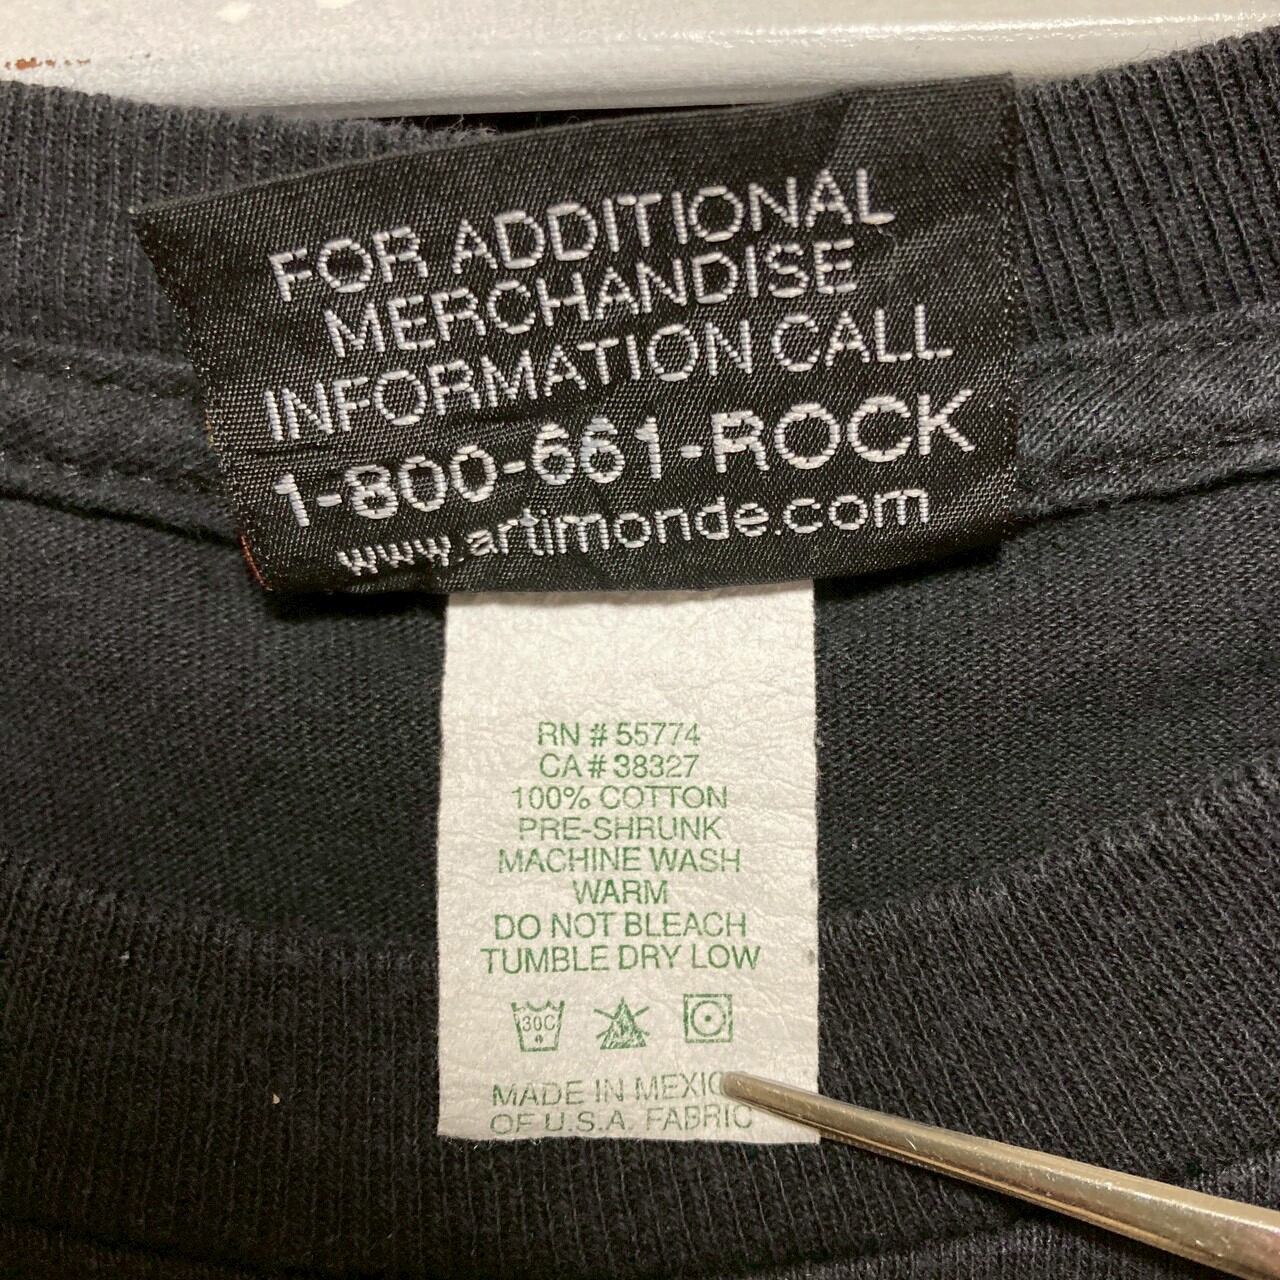 FOR ADDITIONAL
MERCHANDISE
INFORMATION CALL
1-800-661-ROCK
www.artimonde.com
RN # 55774
CA # 38327
100% COTTON
PRE-SHRUNK
MACHINE WASH
WARM
DO NOT BLEACH
TUMBLE DRY LOW
30C
MADE IN MEXICO
OF U.S.A. FABRIC